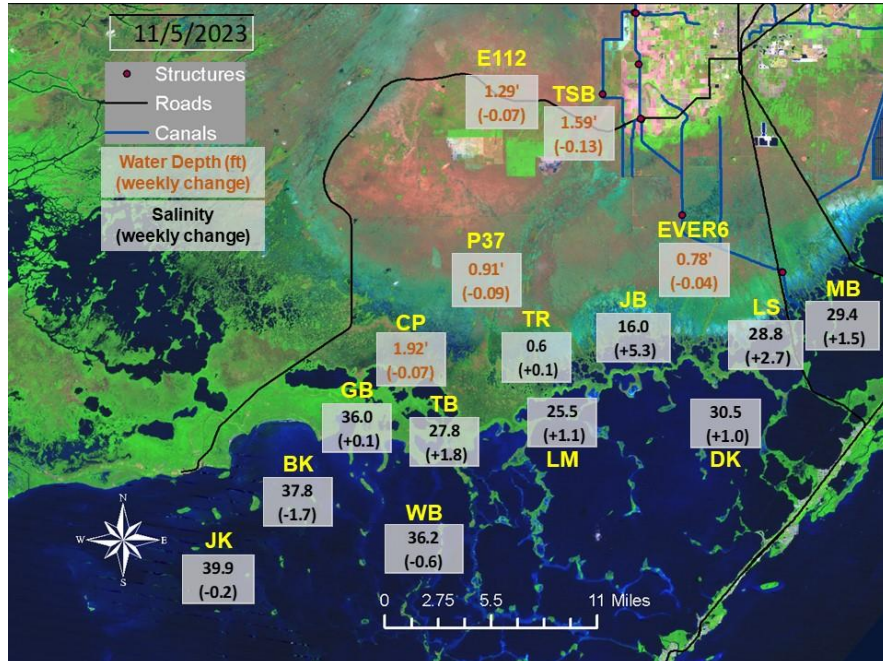 11/5/2023
Structures
Roads
Canals
Water Depth (ft)
(weekly change)
Salinity
(weekly change)
E112
1.29'
(-0.07)
TSB
1.59'
(-0.13)
P37
0.91'
(-0.09)
EVER6
0.78'
(-0.04)
CP
1.92'
(-0.07)
TR
0.6
(+0.1)
JB
16.0
(+5.3)
LS
28.8
(+2.7)
MB
29.4
(+1.5)
GB
36.0
(+0.1)
TB
27.8
(+1.8)
25.5
(+1.1)
LM
30.5
(+1.0)
DK
BK
37.8
(-1.7)
WB
36.2
(-0.6)
JK
39.9
(-0.2)
N
W E
S
0 2.75 5.5 11 Miles